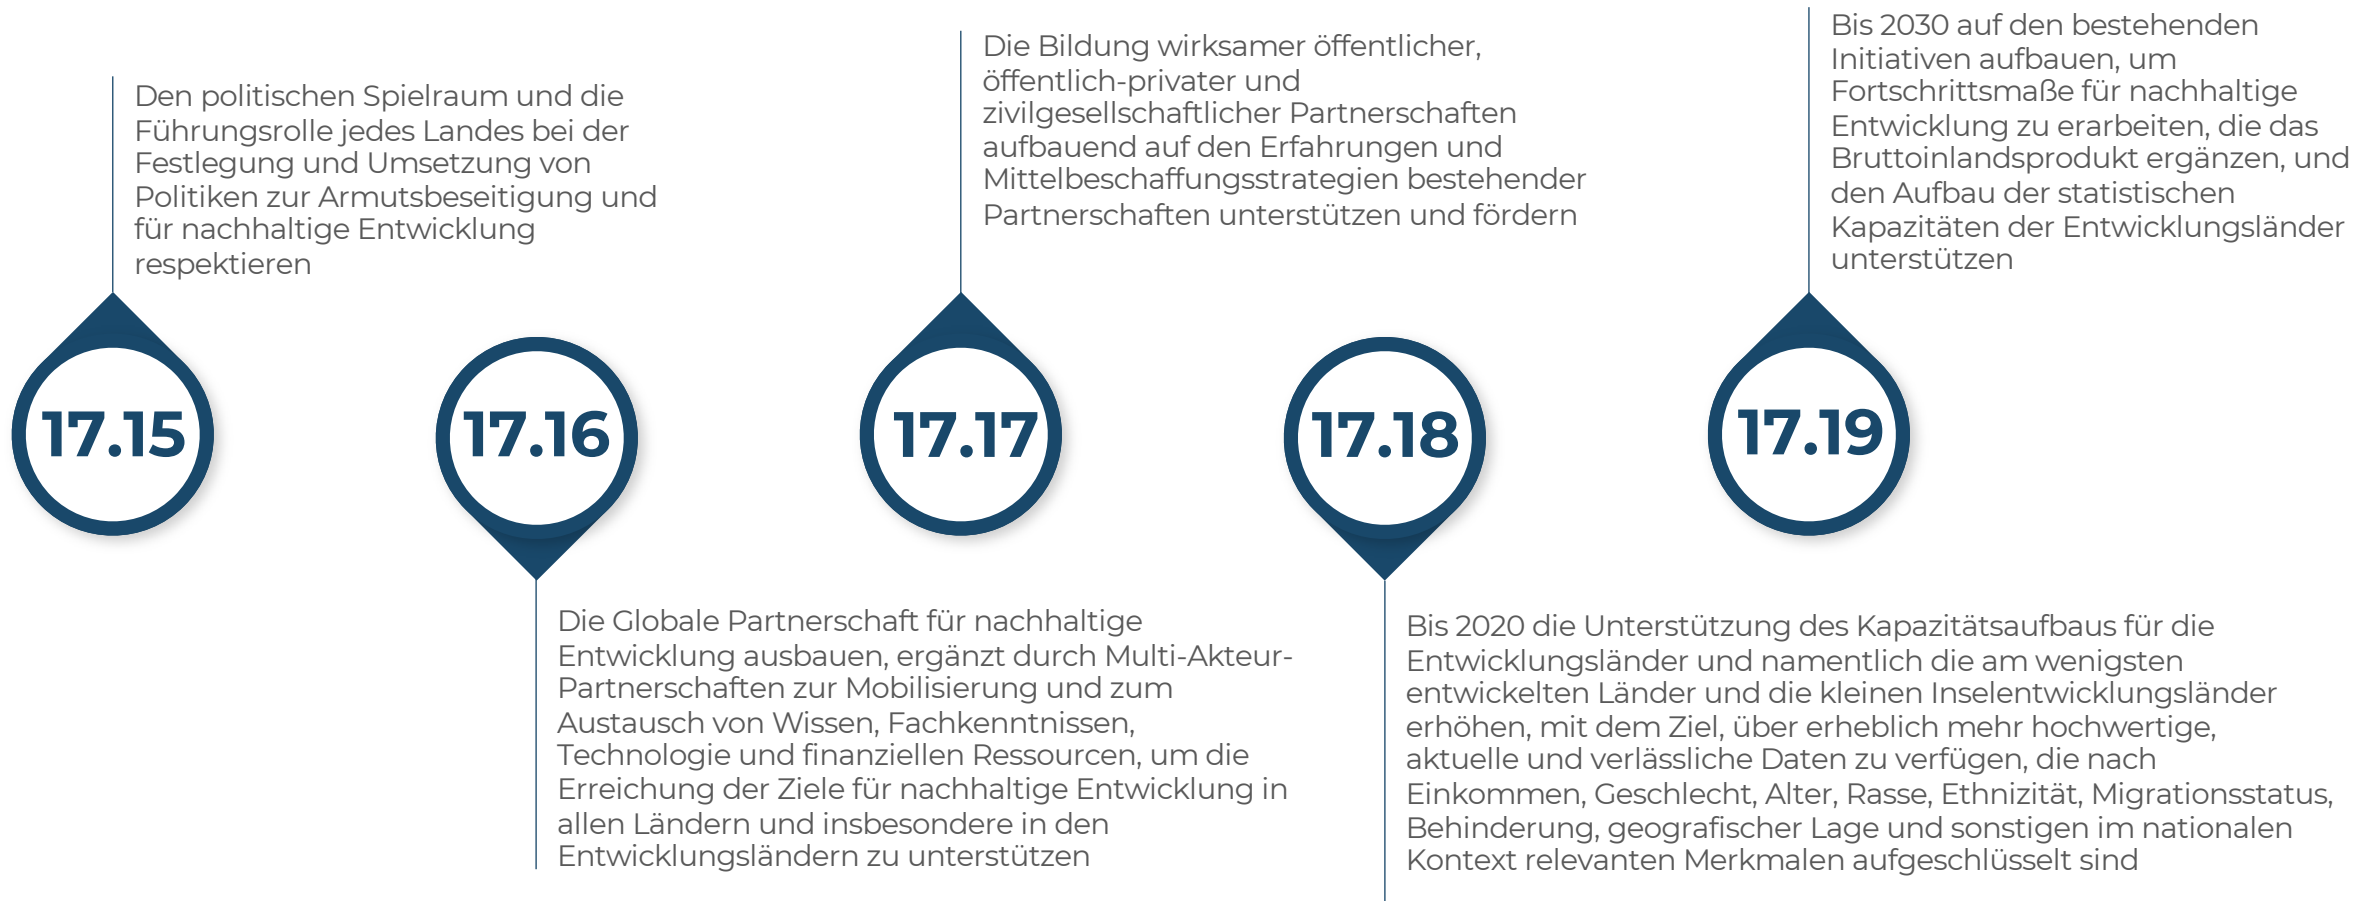 Den politischen Spielraum und die
Führungsrolle jedes Landes bei der
Festlegung und Umsetzung von
Politiken zur Armutsbeseitigung und
für nachhaltige Entwicklung
respektieren
17.15
17.16
Die Globale Partnerschaft für nachhaltige
Entwicklung ausbauen, ergänzt durch Multi-Akteur-
Partnerschaften zur Mobilisierung und zum
Austausch von Wissen, Fachkenntnissen,
Technologie und finanziellen Ressourcen, um die
Erreichung der Ziele für nachhaltige Entwicklung in
allen Ländern und insbesondere in den
Entwicklungsländern zu unterstützen
Die Bildung wirksamer öffentlicher,
öffentlich-privater und
zivilgesellschaftlicher Partnerschaften
aufbauend auf den Erfahrungen und
Mittelbeschaffungsstrategien bestehender
Partnerschaften unterstützen und fördern
17.17
17.18
Bis 2020 die Unterstützung des Kapazitätsaufbaus für die
Entwicklungsländer und namentlich die am wenigsten
entwickelten Länder und die kleinen Inselentwicklungsländer
erhöhen, mit dem Ziel, über erheblich mehr hochwertige,
aktuelle und verlässliche Daten zu verfügen, die nach
Einkommen, Geschlecht, Alter, Rasse, Ethnizität, Migrationsstatus,
Behinderung, geografischer Lage und sonstigen im nationalen
Kontext relevanten Merkmalen aufgeschlüsselt sind
Bis 2030 auf den bestehenden
Initiativen aufbauen, um
Fortschrittsmaße für nachhaltige
Entwicklung zu erarbeiten, die das
Bruttoinlandsprodukt ergänzen, und
den Aufbau der statistischen
Kapazitäten der Entwicklungsländer
unterstützen
17.19